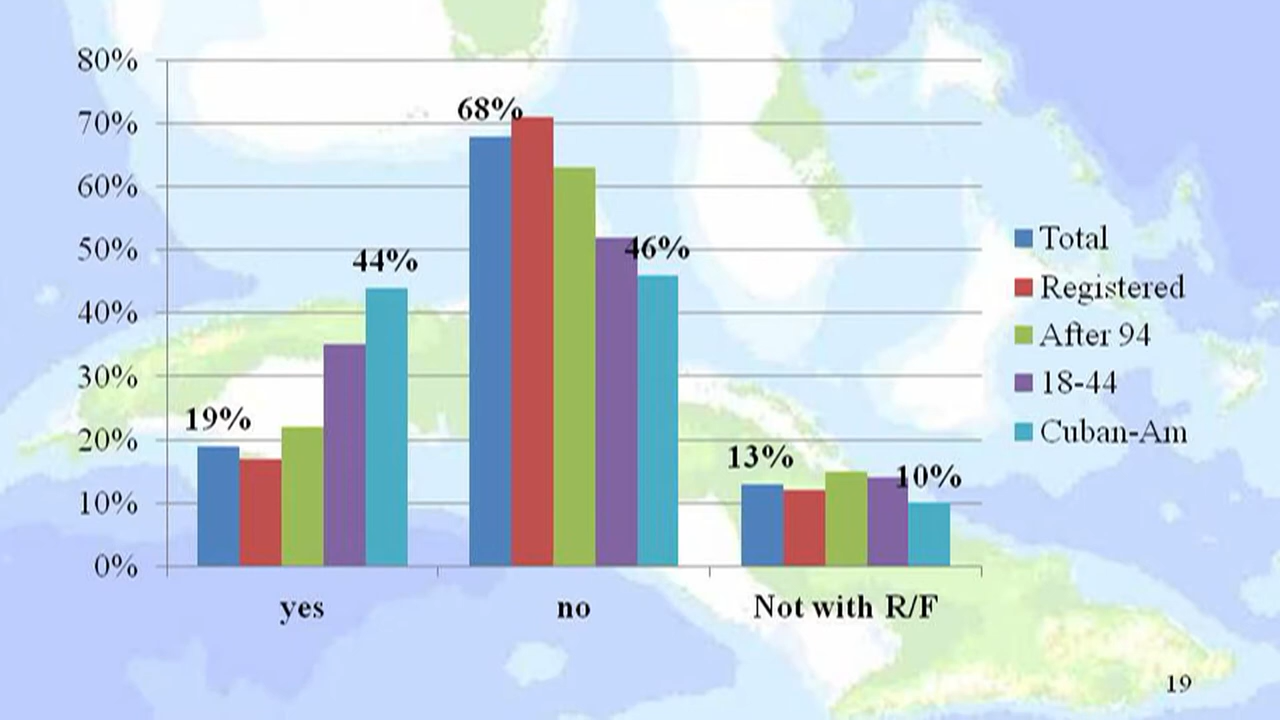 80%
70%
60%
50%
40%
30%
20%
10%
0%
19%
44%
68%
46%
13%
10%
yes
no
Not with R/F
Total
Registered
After 94
18-44
Cuban-Am
19